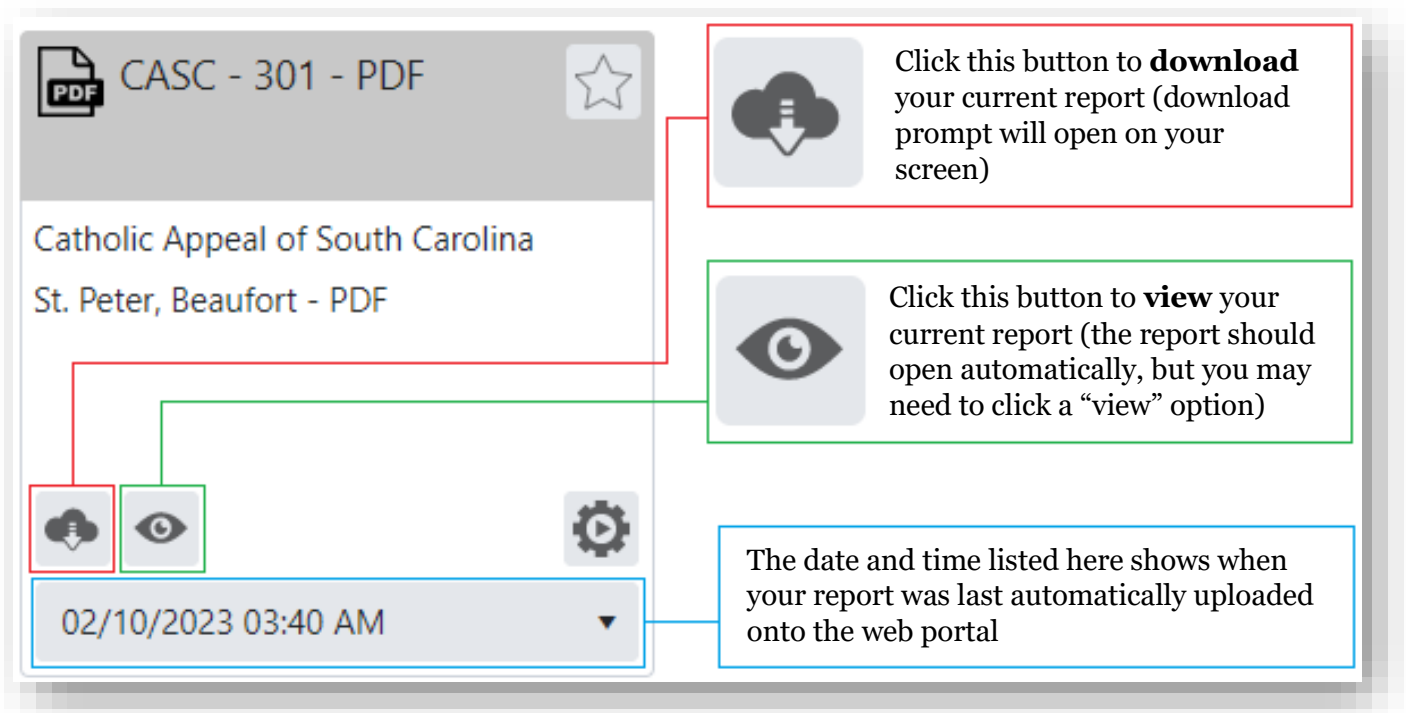 PDF
CASC - 301 - PDF
Catholic Appeal of South Carolina
St. Peter, Beaufort - PDF
02/10/2023 03:40 AM
Click this button to download
your current report (download
prompt will open on your
screen)
Click this button to view your
current report (the report should
open automatically, but you may
need to click a “view” option)
The date and time listed here shows when
your report was last automatically uploaded
onto the web portal